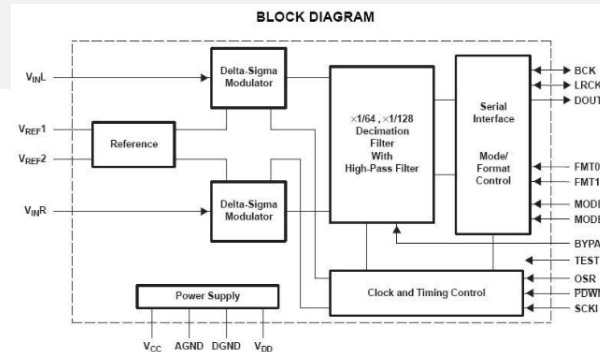 BLOCK DIAGRAM
VINL
Delta-Sigma
Modulator
VREF1
VREF2
Reference
VINR
Delta-Sigma
Modulator
×1/64 , ×1/128
Decimation
Filter
With
High-Pass Filter
Serial
Interface
Mode/
Format
Control
BCK
LRCK
DOUT
FMT0
FMT1
MODE
MODE
BYPA
TEST
OSR
PDWN
SCKI
Clock and Timing Control
Power Supply
VCC AGND DGND VDD